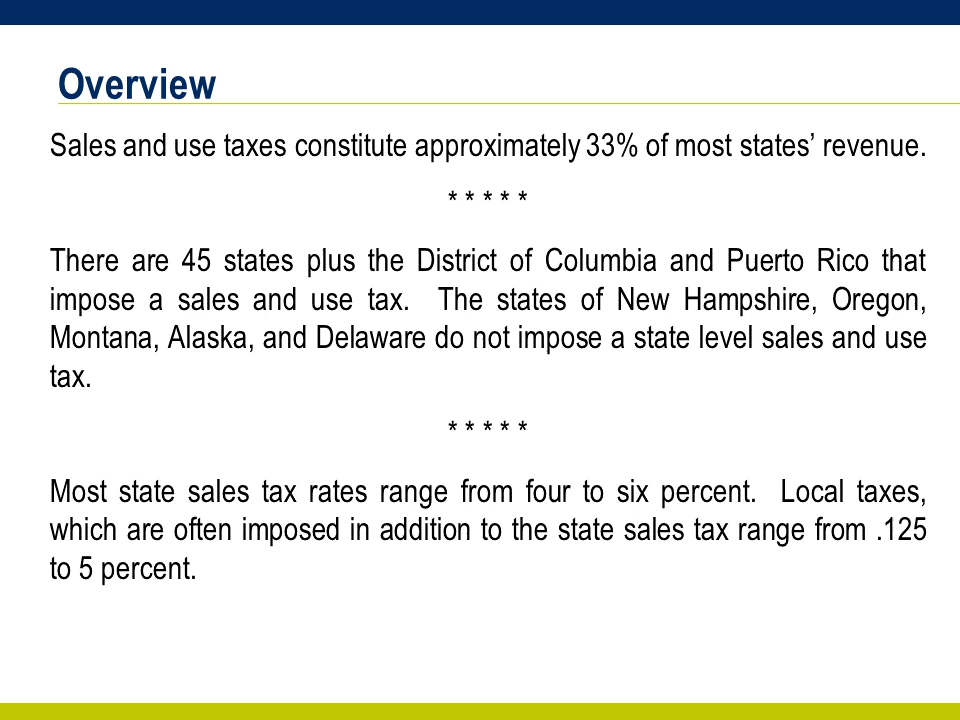 Overview
Sales and use taxes constitute approximately 33% of most states’ revenue.
* * * * *
There are 45 states plus the District of Columbia and Puerto Rico that
impose a sales and use tax.  The states of New Hampshire, Oregon,
Montana, Alaska, and Delaware do not impose a state level sales and use
tax.
* * * * *
Most state sales tax rates range from four to six percent.  Local taxes,
which are often imposed in addition to the state sales tax range from .125
to 5 percent.